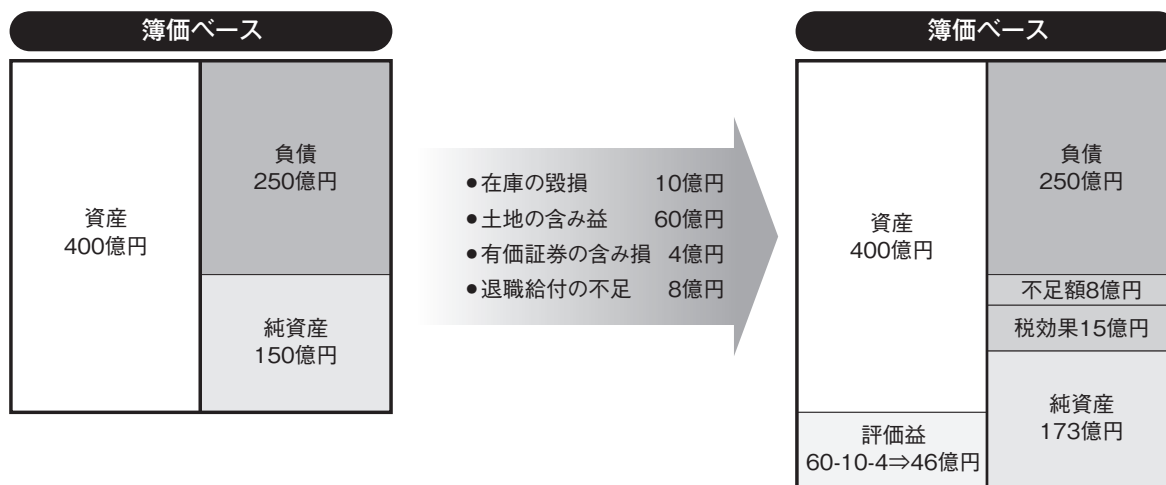 簿価ベース
資産
400億円
負債
250億円
純資産
150億円
●在庫の毀損 10億円
●土地の含み益 60億円
●有価証券の含み損 4億円
●退職給付の不足 8億円
簿価ベース
資産
400億円
評価益
60-10-4⇒46億円
負債
250億円
不足額8億円
税効果15億円
純資産
173億円